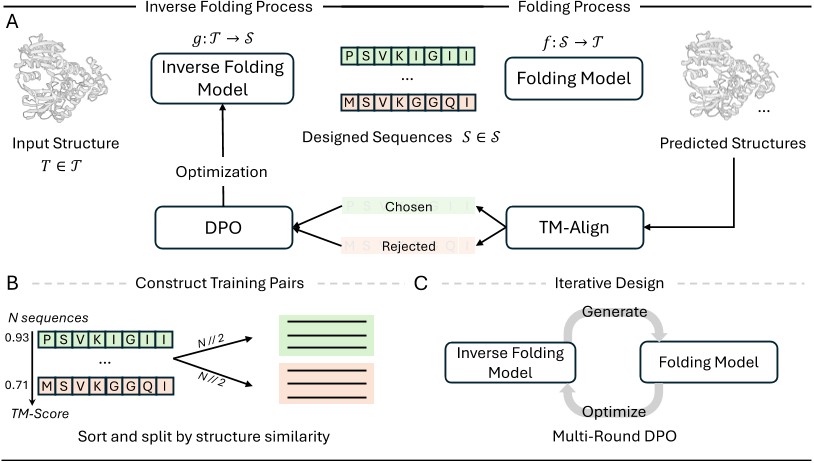 Inverse Folding Process
Folding Process
A
g: 𝒯 → 𝒮
Inverse Folding
Model
P S V K I G I I
...
M S V K G G Q I
f: 𝒮 → 𝒯
Folding Model
...
Input Structure
T ∈ 𝒯
Designed Sequences S ∈ 𝒮
Predicted Structures
Optimization
DPO
Chosen
Rejected
TM-Align
B
Construct Training Pairs
N sequences
0.93
P S V K I G I I
...
0.71
M S V K G G Q I
TM-Score
N//2
N//2
Sort and split by structure similarity
C
Iterative Design
Generate
Inverse Folding
Model
Folding Model
Optimize
Multi-Round DPO